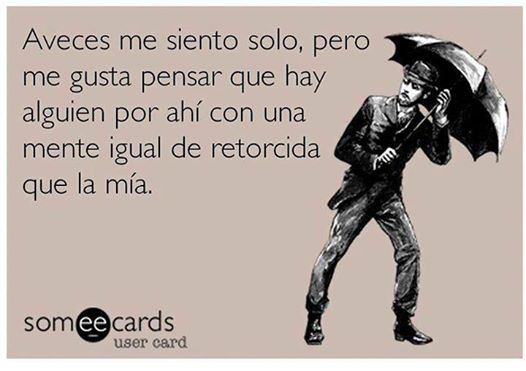 Aveces me siento solo, pero
me gusta pensar que hay
alguien por ahí con una
mente igual de retorcida
que la mía.
someecards
user card